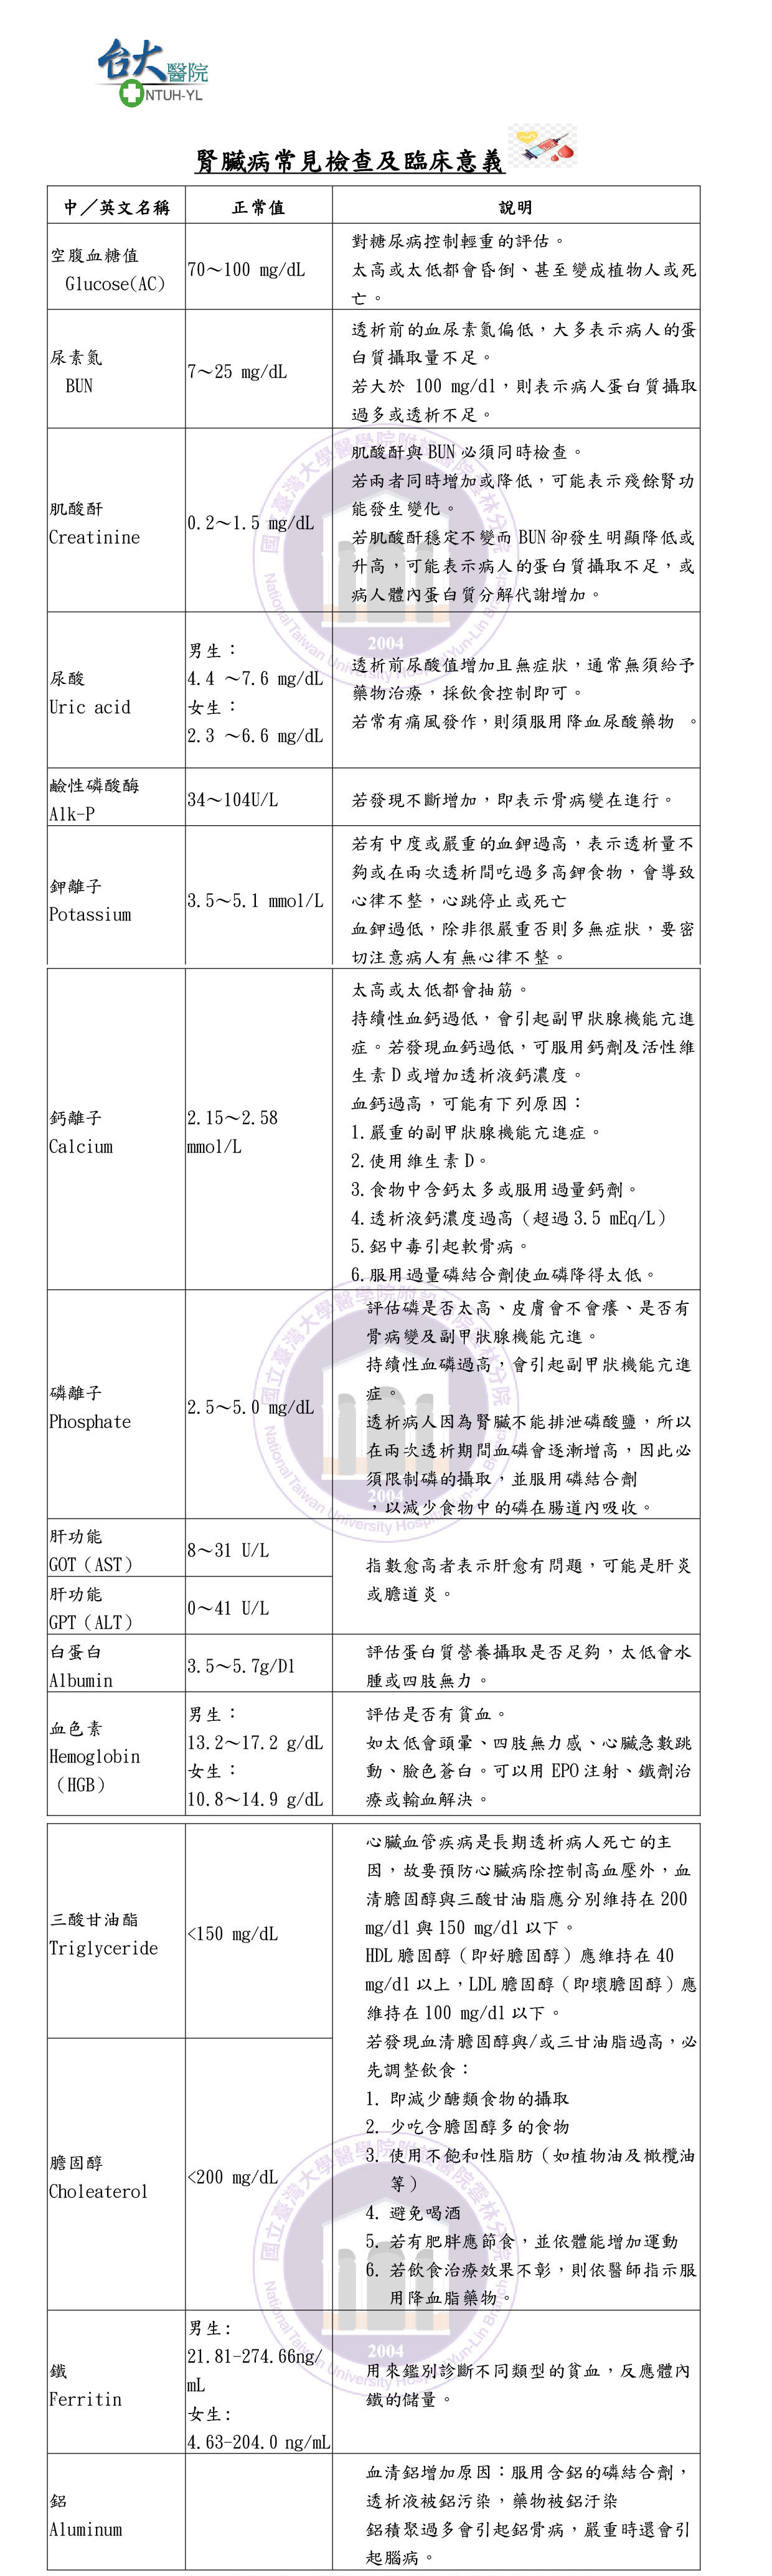 台大醫院
NTUH-YL
腎臟病常見檢查及臨床意義
中／英文名稱
正常值
說明
空腹血糖值
Glucose(AC)
70～100 mg/dL
對糖尿病控制輕重的評估。
太高或太低都會昏倒、甚至變成植物人或死
亡。
尿素氮
BUN
7～25 mg/dL
透析前的血尿素氮偏低，大多表示病人的蛋
白質攝取量不足。
若大於 100 mg/dl，則表示病人蛋白質攝取
過多或透析不足。
肌酸酐
Creatinine
0.2～1.5 mg/dL
肌酸酐與 BUN 必須同時檢查。
若兩者同時增加或降低，可能表示殘餘腎功
能發生變化。
若肌酸酐穩定不變而 BUN 卻發生明顯降低或
升高，可能表示病人的蛋白質攝取不足，或
病人體內蛋白質分解代謝增加。
尿酸
Uric acid
男生：
4.4 ～7.6 mg/dL
女生：
2.3 ～6.6 mg/dL
透析前尿酸值增加且無症狀，通常無須給予
藥物治療，採飲食控制即可。
若常有痛風發作，則須服用降血尿酸藥物 。
鹼性磷酸酶
Alk-P
34～104U/L
若發現不斷增加，即表示骨病變在進行。
鉀離子
Potassium
3.5～5.1 mmol/L
若有中度或嚴重的血鉀過高，表示透析量不
夠或在兩次透析間吃過多高鉀食物，會導致
心律不整，心跳停止或死亡
血鉀過低，除非很嚴重否則多無症狀，要密
切注意病人有無心律不整。
鈣離子
Calcium
2.15～2.58
mmol/L
太高或太低都會抽筋。
持續性血鈣過低，會引起副甲狀腺機能亢進
症。若發現血鈣過低，可服用鈣劑及活性維
生素 D 或增加透析液鈣濃度。
血鈣過高，可能有下列原因：
1.嚴重的副甲狀腺機能亢進症。
2.使用維生素 D。
3.食物中含鈣太多或服用過量鈣劑。
4.透析液鈣濃度過高（超過 3.5 mEq/L）
5.鋁中毒引起軟骨病。
6.服用過量磷結合劑使血磷降得太低。
磷離子
Phosphate
2.5～5.0 mg/dL
評估磷是否太高、皮膚會不會癢、是否有
骨病變及副甲狀腺機能亢進。
持續性血磷過高，會引起副甲狀機能亢進
症。
透析病人因為腎臟不能排泄磷酸鹽，所以
在兩次透析期間血磷會逐漸增高，因此必
須限制磷的攝取，並服用磷結合劑
，以減少食物中的磷在腸道內吸收。
肝功能
GOT（AST）
8～31 U/L
肝功能
GPT（ALT）
0～41 U/L
指數愈高者表示肝愈有問題，可能是肝炎
或膽道炎。
白蛋白
Albumin
3.5～5.7g/Dl
評估蛋白質營養攝取是否足夠，太低會水
腫或四肢無力。
血色素
Hemoglobin
（HGB）
男生：
13.2～17.2 g/dL
女生：
10.8～14.9 g/dL
評估是否有貧血。
如太低會頭暈、四肢無力感、心臟急數跳
動、臉色蒼白。可以用 EPO 注射、鐵劑治
療或輸血解決。
三酸甘油酯
Triglyceride
<150 mg/dL
心臟血管疾病是長期透析病人死亡的主
因，故要預防心臟病除控制高血壓外，血
清膽固醇與三酸甘油脂應分別維持在 200
mg/dl 與 150 mg/dl 以下。
HDL 膽固醇（即好膽固醇）應維持在 40
mg/dl 以上，LDL 膽固醇（即壞膽固醇）應
維持在 100 mg/dl 以下。
若發現血清膽固醇與/或三甘油脂過高，必
先調整飲食：
1. 即減少醣類食物的攝取
2. 少吃含膽固醇多的食物
3. 使用不飽和性脂肪（如植物油及橄欖油
等）
4. 避免喝酒
5. 若有肥胖應節食，並依體能增加運動
6. 若飲食治療效果不彰，則依醫師指示服
用降血脂藥物。
膽固醇
Choleaterol
<200 mg/dL
鐵
Ferritin
男生:
21.81-274.66ng/
mL
女生:
4.63-204.0 ng/mL
用來鑑別診斷不同類型的貧血，反應體內
鐵的儲量。
鋁
Aluminum
血清鋁增加原因：服用含鋁的磷結合劑，
透析液被鋁污染，藥物被鋁汙染
鋁積聚過多會引起鋁骨病，嚴重時還會引
起腦病。
國立臺灣大學醫學院附設醫院雲林分院
National Taiwan University Hospital Yun-Lin Branch
2004